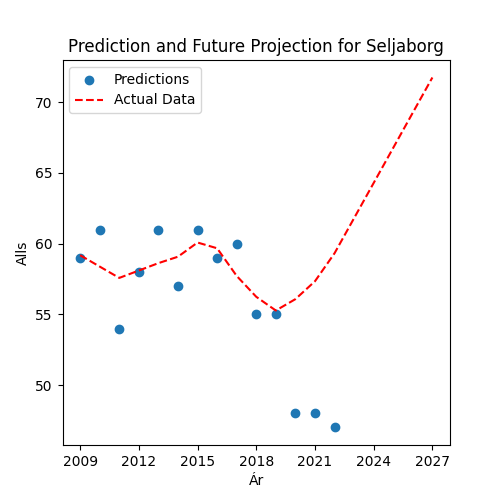 Prediction and Future Projection for Seljaborg
Predictions
Actual Data
70
65
60
55
50
Alls
2009 2012 2015 2018 2021 2024 2027
Ár